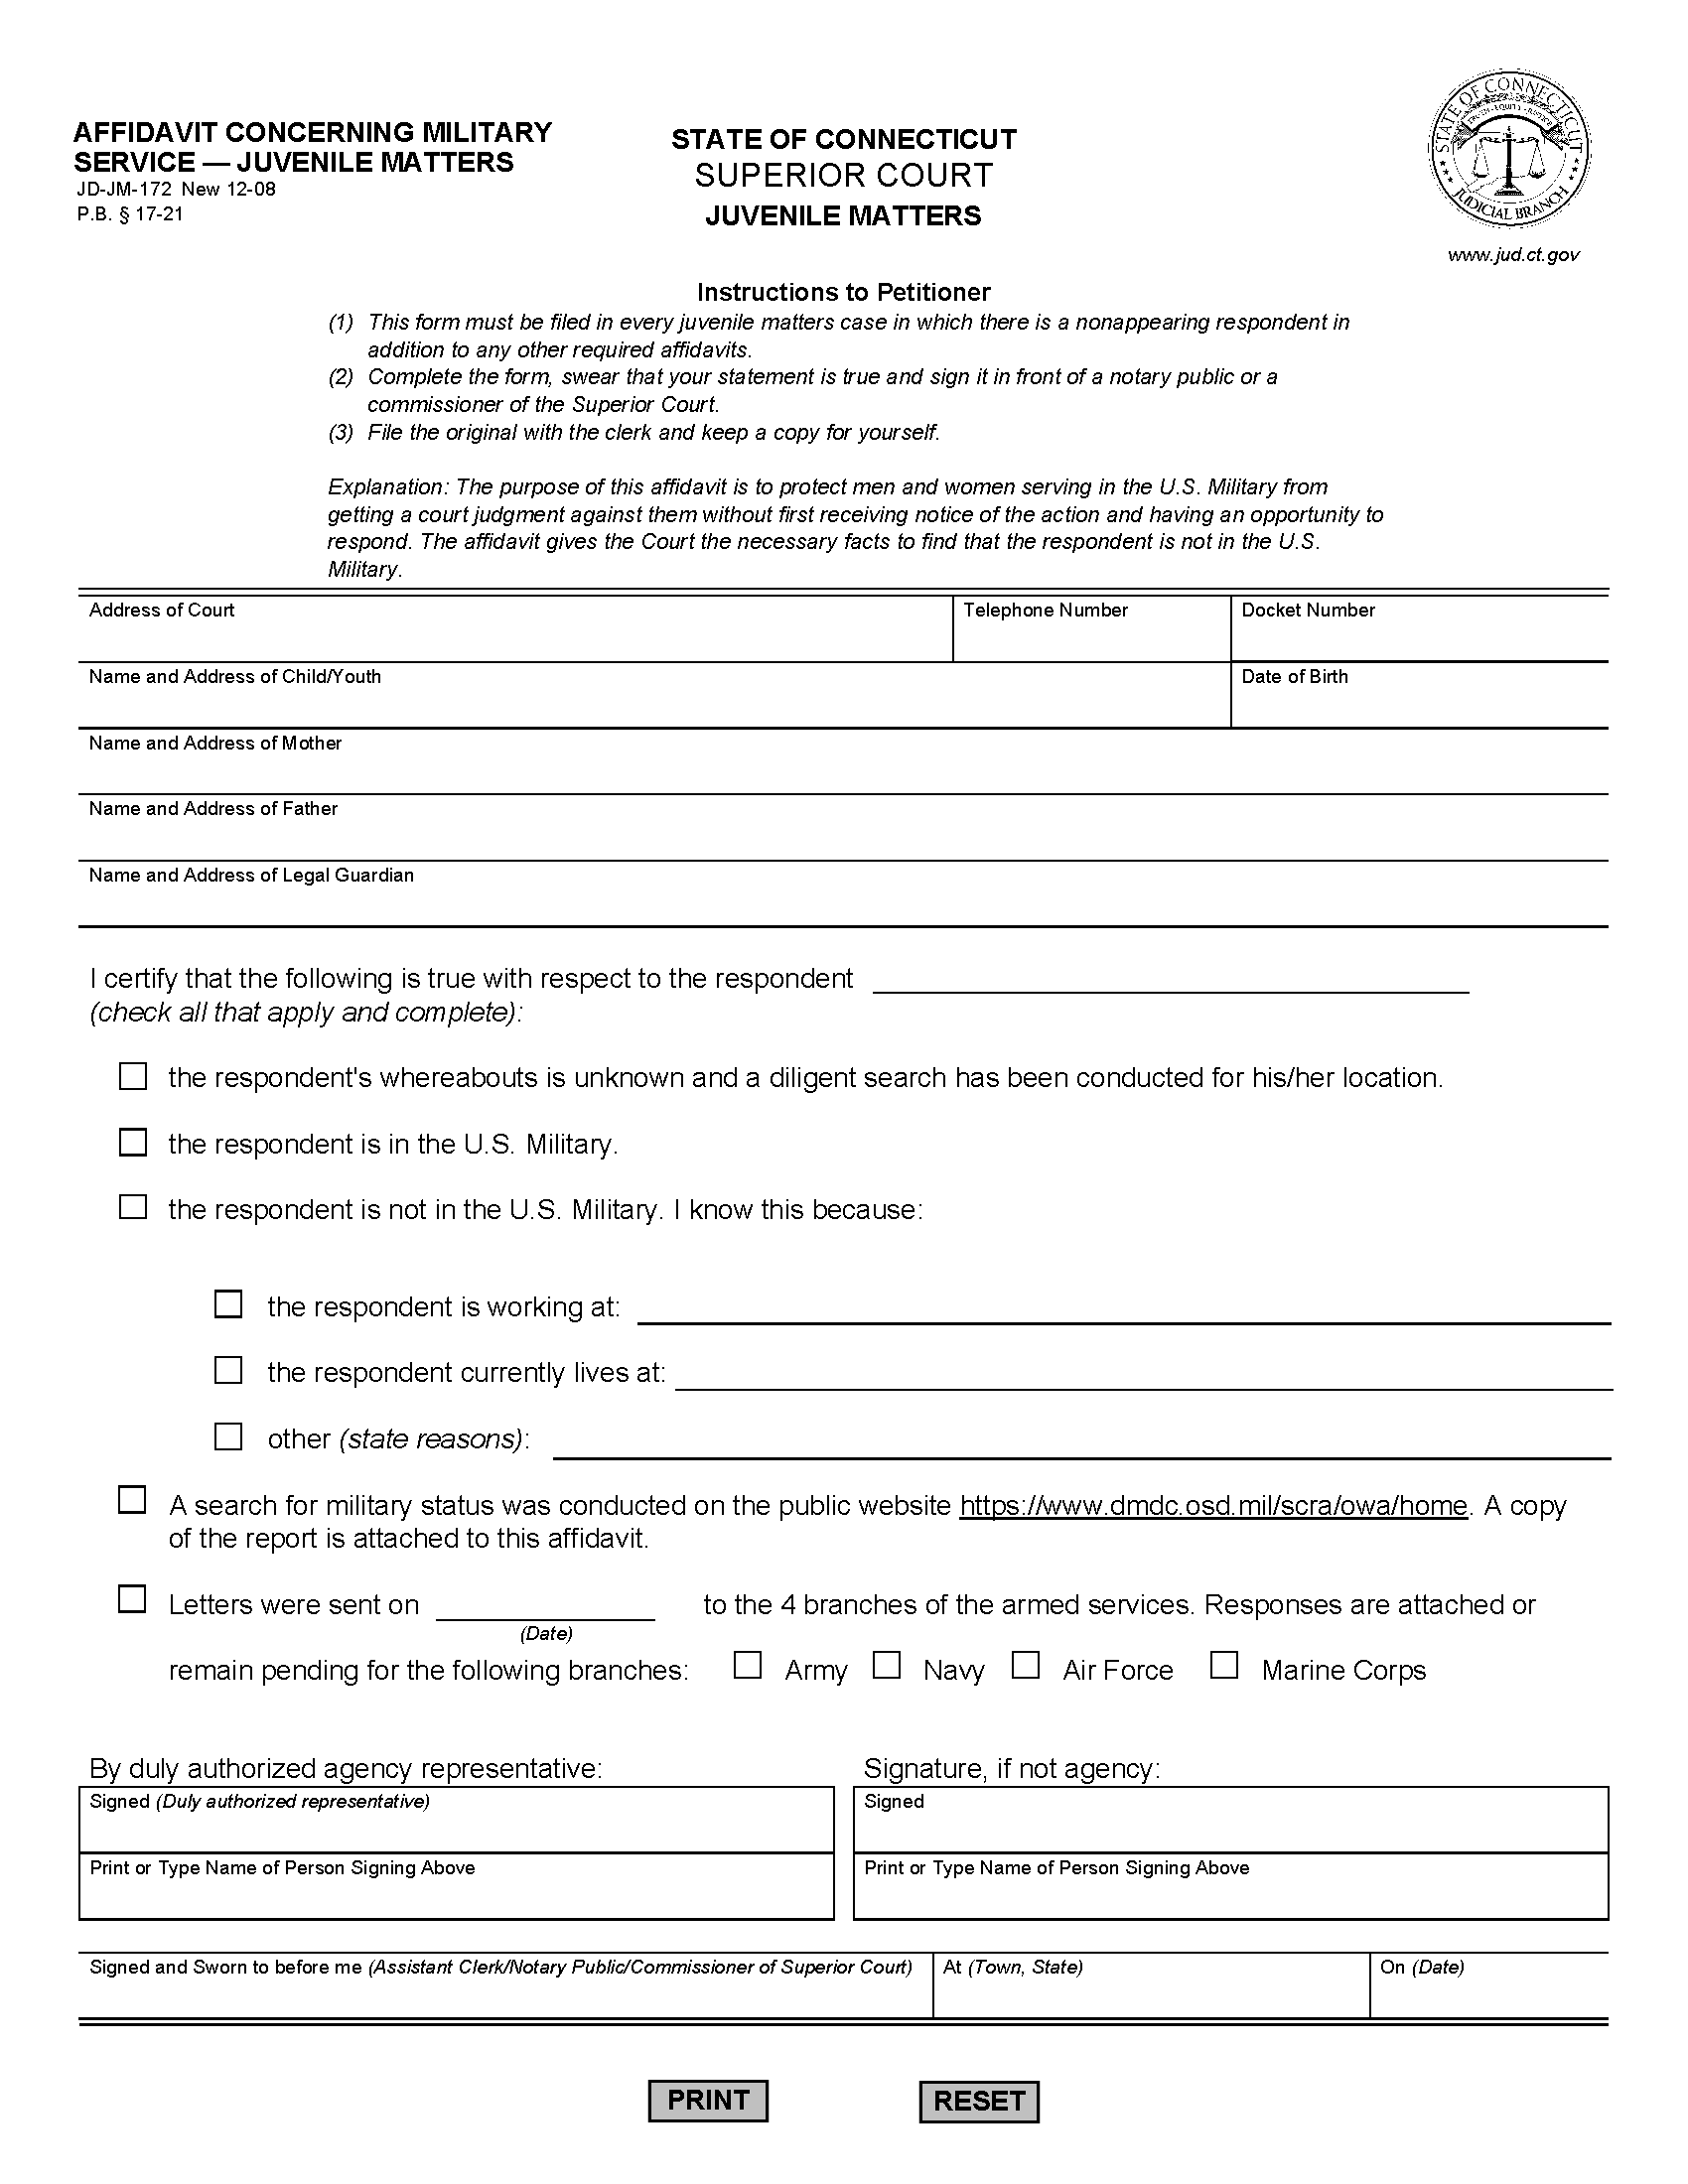 AFFIDAVIT CONCERNING MILITARY
SERVICE — JUVENILE MATTERS
JD-JM-172 New 12-08
P.B. § 17-21
STATE OF CONNECTICUT
SUPERIOR COURT
JUVENILE MATTERS
STATE OF CONNECTICUT
EQUITY
JUDICIAL BRANCH
www.jud.ct.gov
Instructions to Petitioner
(1) This form must be filed in every juvenile matters case in which there is a nonappearing respondent in
addition to any other required affidavits.
(2) Complete the form, swear that your statement is true and sign it in front of a notary public or a
commissioner of the Superior Court.
(3) File the original with the clerk and keep a copy for yourself.
Explanation: The purpose of this affidavit is to protect men and women serving in the U.S. Military from
getting a court judgment against them without first receiving notice of the action and having an opportunity to
respond. The affidavit gives the Court the necessary facts to find that the respondent is not in the U.S.
Military.
Address of Court
Telephone Number
Docket Number
Name and Address of Child/Youth
Date of Birth
Name and Address of Mother
Name and Address of Father
Name and Address of Legal Guardian
I certify that the following is true with respect to the respondent
(check all that apply and complete):
the respondent's whereabouts is unknown and a diligent search has been conducted for his/her location.
the respondent is in the U.S. Military.
the respondent is not in the U.S. Military. I know this because:
the respondent is working at:
the respondent currently lives at:
other (state reasons):
A search for military status was conducted on the public website https://www.dmdc.osd.mil/scra/owa/home. A copy
of the report is attached to this affidavit.
Letters were sent on to the 4 branches of the armed services. Responses are attached or
(Date)
remain pending for the following branches: Army Navy Air Force Marine Corps
By duly authorized agency representative:
Signature, if not agency:
Signed (Duly authorized representative)
Signed
Print or Type Name of Person Signing Above
Print or Type Name of Person Signing Above
Signed and Sworn to before me (Assistant Clerk/Notary Public/Commissioner of Superior Court)
At (Town, State)
On (Date)
PRINT
RESET